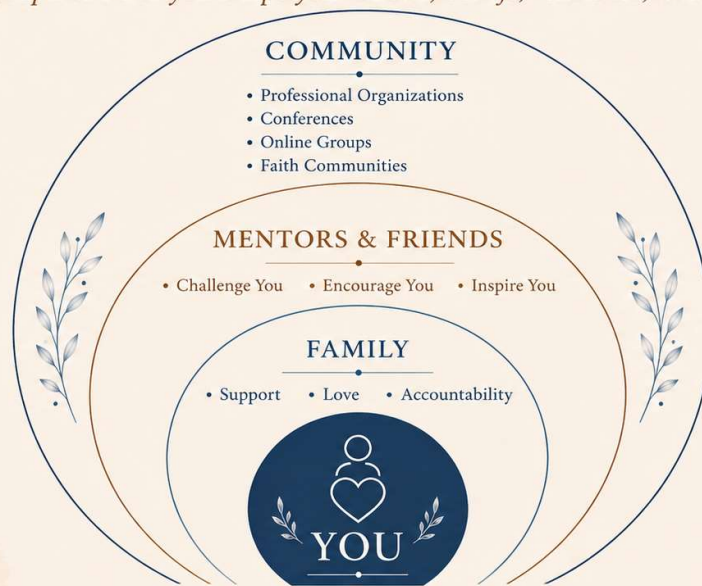 COMMUNITY
• Professional Organizations
• Conferences
• Online Groups
• Faith Communities
MENTORS & FRIENDS
• Challenge You • Encourage You • Inspire You
FAMILY
• Support • Love • Accountability
YOU